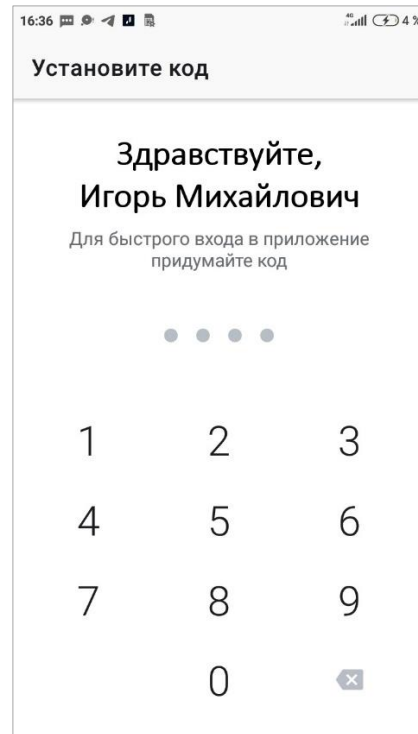 16:36 4G 4 %
Установите код
Здравствуйте,
Игорь Михайлович
Для быстрого входа в приложение
придумайте код
1 2 3
4 5 6
7 8 9
0